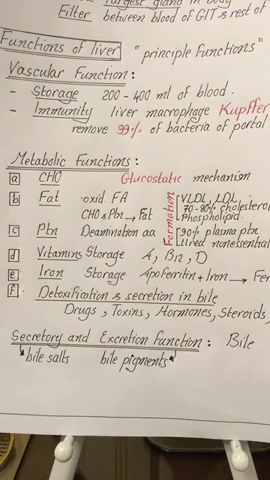 Largest gland in body
Filter between blood of GIT & rest of
Functions of liver "principle functions"
Vascular Function:
- Storage 200 - 400 ml of blood.
- Immunity liver macrophage Kupffer
remove 99% of bacteria of portal
Metabolic Functions:
a CHO Glucostatic mechanism
b Fat oxid. FA Formation VLDL, LDL
70-80% cholesterol
CHO & Ptn → Fat Phospholipid
c Ptn Deamination aa 90% plasma ptn
Urea nonessential
d Vitamins Storage A, B12, D
e Iron Storage Apoferritin + Iron → Fer
f. Detoxification & secretion in bile
Drugs, Toxins, Hormones, Steroids,
Secretory and Excretion function: Bile
bile salts bile pigments